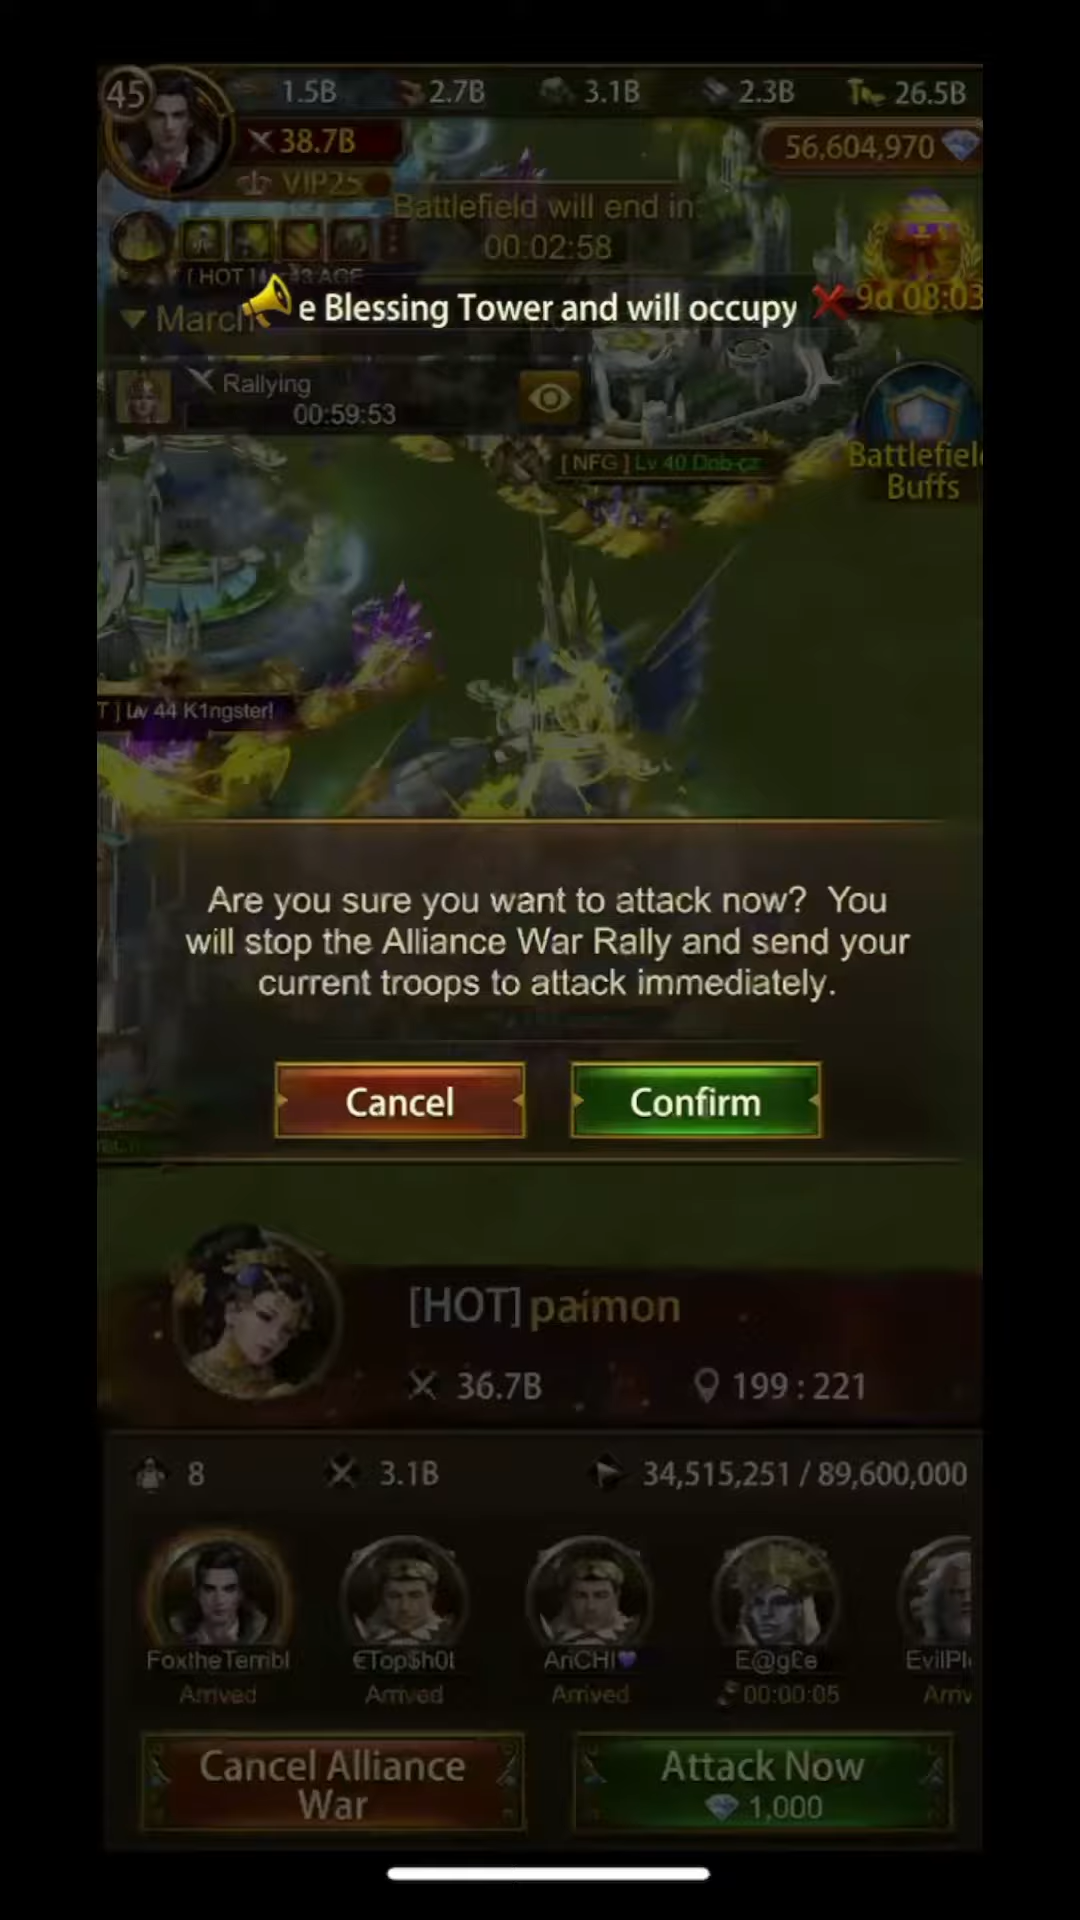 45
1.5B
2.7B
3.1B
2.3B
26.5B
38.7B
56,604,970
VIP25
Battlefield will end in:
00:02:58
e Blessing Tower and will occupy
9d 08:03
March
Rallying
00:59:53
[ NFG ] Lv 40 Dob-cz
Battlefiel
Buffs
T ] Lv 44 K1ngster!
Are you sure you want to attack now? You
will stop the Alliance War Rally and send your
current troops to attack immediately.
Cancel
Confirm
[HOT]paimon
36.7B
199 : 221
8
3.1B
34,515,251 / 89,600,000
FoxtheTerribl
€Top$h0t
AriCHI💜
E@g£e
EvilPl
Arrived
Arrived
Arrived
00:00:05
Arriv
Cancel Alliance
War
Attack Now
1,000